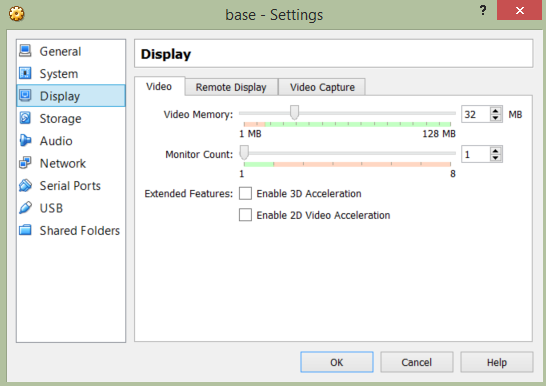 base - Settings
?
General
System
Display
Storage
Audio
Network
Serial Ports
USB
Shared Folders
Display
Video Remote Display Video Capture
Video Memory: 32 MB
1 MB 128 MB
Monitor Count: 1
1 8
Extended Features: Enable 3D Acceleration
Enable 2D Video Acceleration
OK Cancel Help